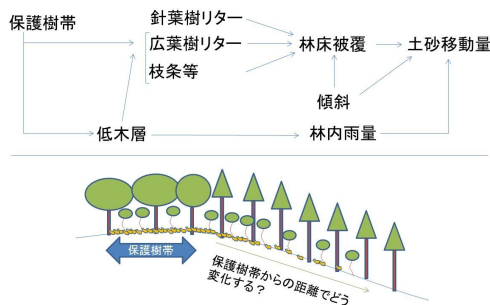 保護樹帯
針葉樹リター
広葉樹リター
枝条等
林床被覆
土砂移動量
傾斜
低木層
林内雨量
保護樹帯
保護樹帯からの距離でどう
変化する?